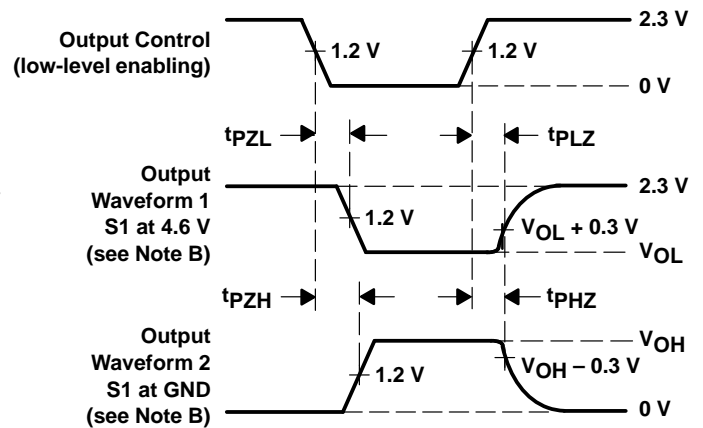 2.3 V
Output Control
(low-level enabling)
1.2 V
1.2 V
0 V
tPZL
tPLZ
Output
Waveform 1
S1 at 4.6 V
(see Note B)
2.3 V
1.2 V
VOL + 0.3 V
VOL
tPZH
tPHZ
Output
Waveform 2
S1 at GND
(see Note B)
VOH
VOH – 0.3 V
1.2 V
0 V